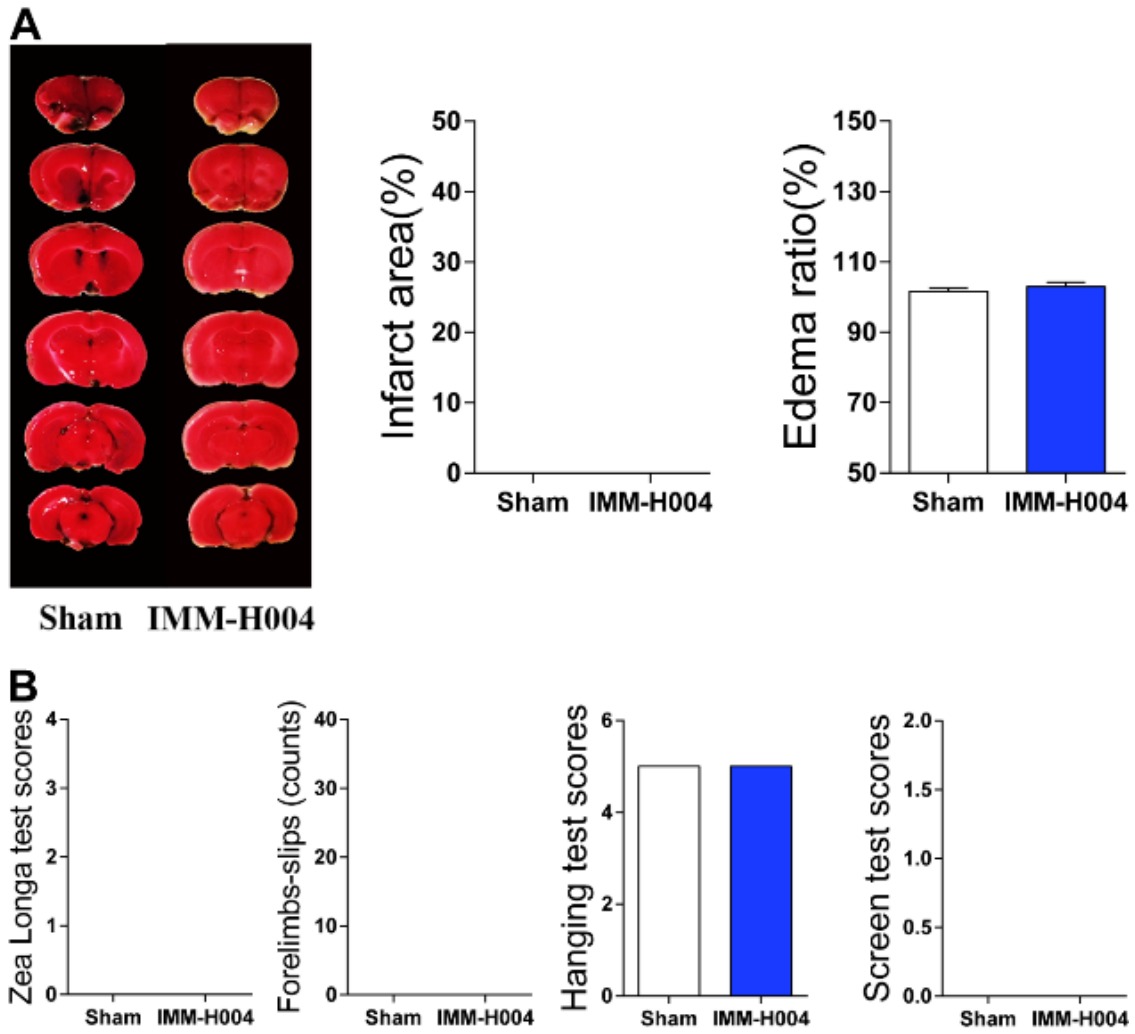 A
Sham IMM-H004
Infarct area(%)
50
40
30
20
10
0
Sham IMM-H004
Edema ratio(%)
150
130
110
90
70
50
Sham IMM-H004
B
Zea Longa test scores
4
3
2
1
0
Sham IMM-H004
Forelimbs-slips (counts)
40
30
20
10
0
Sham IMM-H004
Hanging test scores
6
4
2
0
Sham IMM-H004
Screen test scores
2.0
1.5
1.0
0.5
0.0
Sham IMM-H004